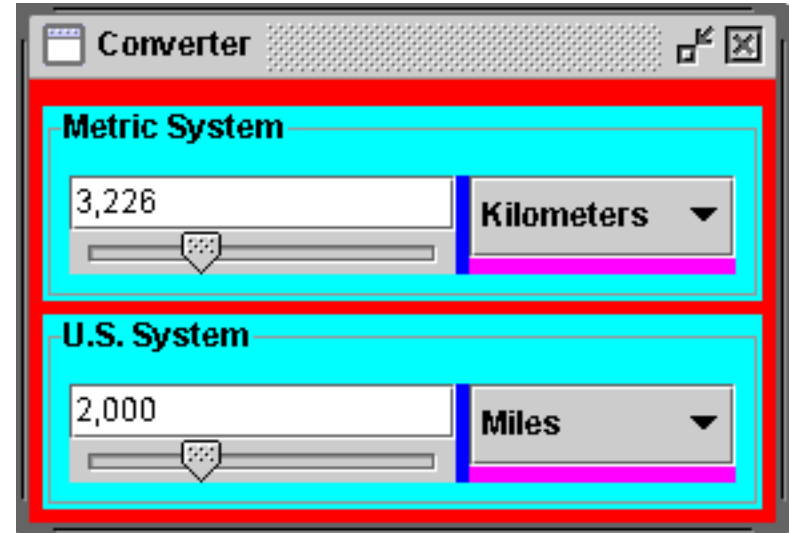 Converter
Metric System
3,226
Kilometers
U.S. System
2,000
Miles